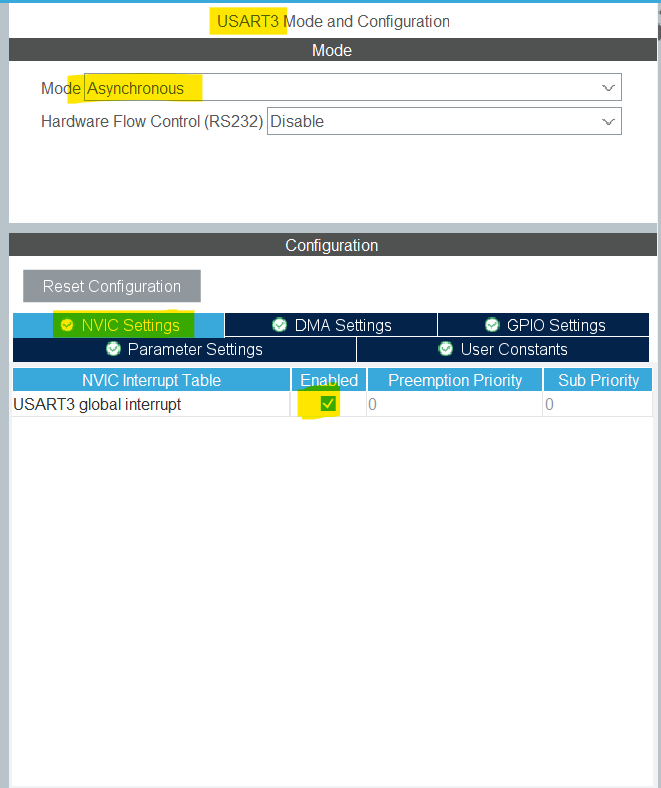 USART3 Mode and Configuration
Mode
Mode Asynchronous
Hardware Flow Control (RS232) Disable
Configuration
Reset Configuration
NVIC Settings DMA Settings GPIO Settings
Parameter Settings User Constants
NVIC Interrupt Table Enabled Preemption Priority Sub Priority
USART3 global interrupt 0 0